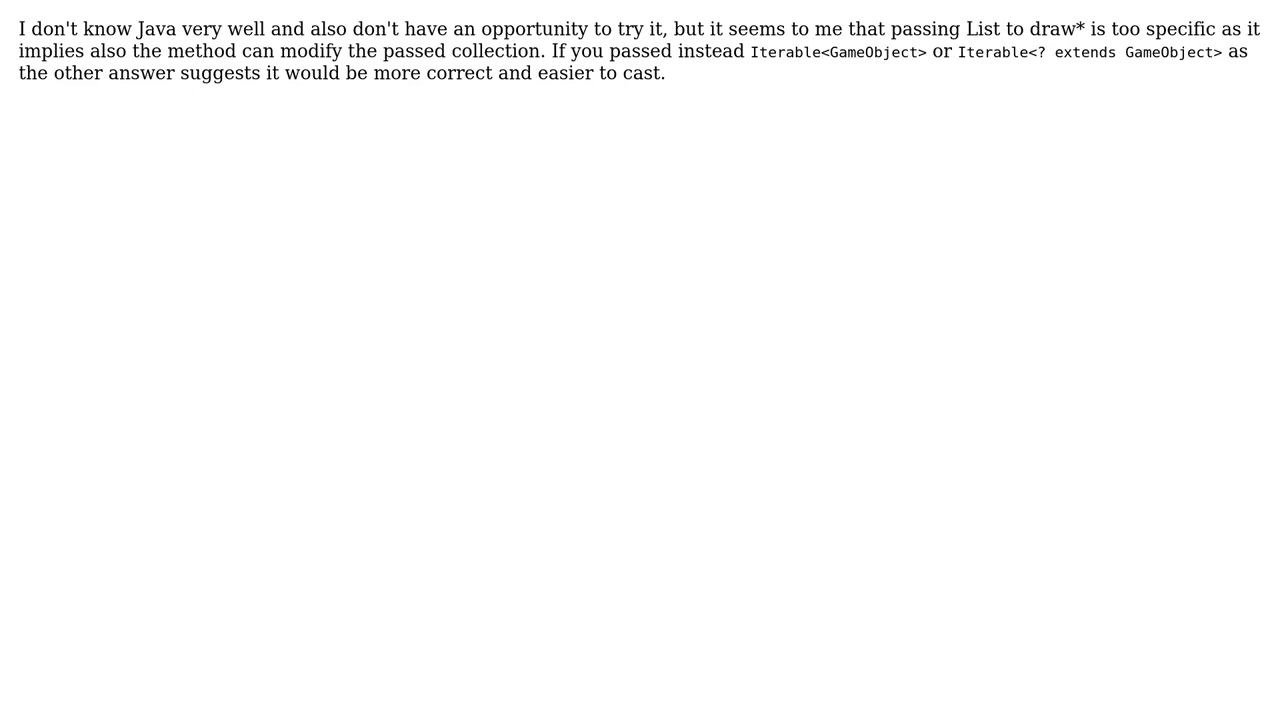 I don't know Java very well and also don't have an opportunity to try it, but it seems to me that passing List to draw* is too specific as it
implies also the method can modify the passed collection. If you passed instead Iterable<GameObject> or Iterable<? extends GameObject> as
the other answer suggests it would be more correct and easier to cast.